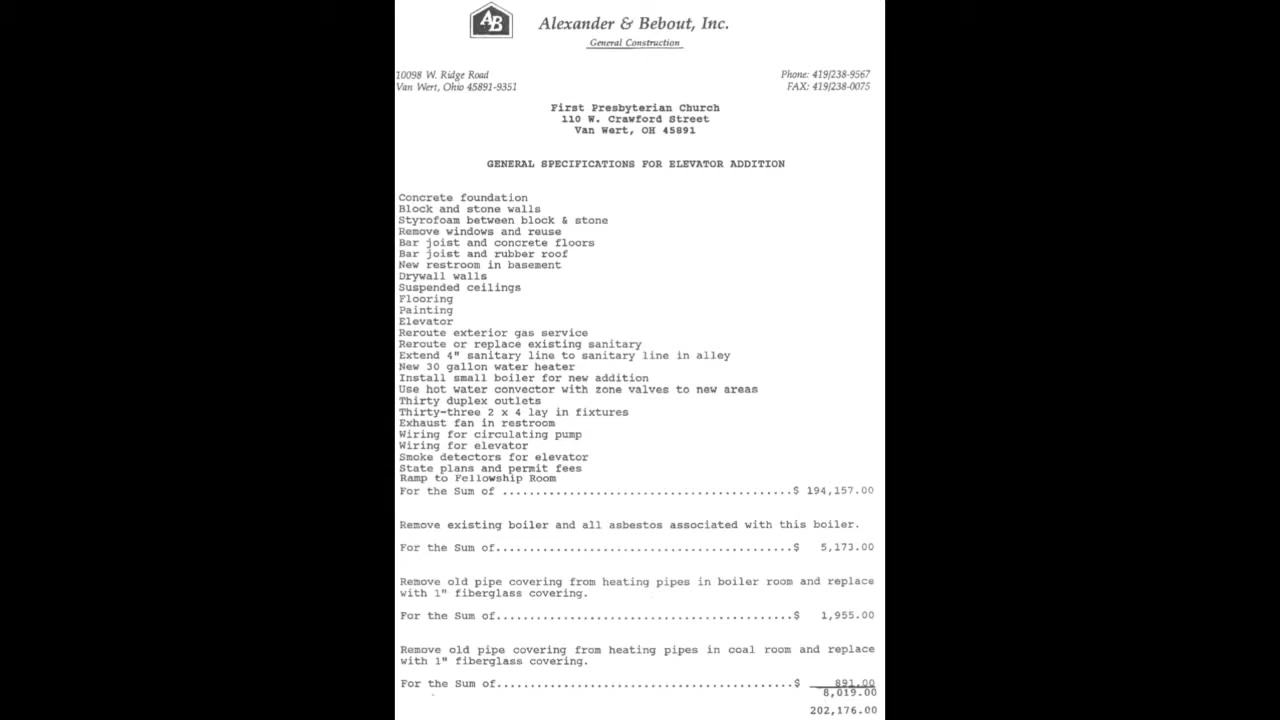 AB
Alexander & Bebout, Inc.
General Construction
10098 W. Ridge Road
Van Wert, Ohio 45891-9351
Phone: 419/238-9567
FAX: 419/238-0075
First Presbyterian Church
110 W. Crawford Street
Van Wert, OH 45891
GENERAL SPECIFICATIONS FOR ELEVATOR ADDITION
Concrete foundation
Block and stone walls
Styrofoam between block & stone
Remove windows and reuse
Bar joist and concrete floors
Bar joist and rubber roof
New restroom in basement
Drywall walls
Suspended ceilings
Flooring
Painting
Elevator
Reroute exterior gas service
Reroute or replace existing sanitary
Extend 4" sanitary line to sanitary line in alley
New 30 gallon water heater
Install small boiler for new addition
Use hot water convector with zone valves to new areas
Thirty duplex outlets
Thirty-three 2 x 4 lay in fixtures
Exhaust fan in restroom
Wiring for circulating pump
Wiring for elevator
Smoke detectors for elevator
State plans and permit fees
Ramp to Fellowship Room
For the Sum of ...........................................$ 194,157.00
Remove existing boiler and all asbestos associated with this boiler.
For the Sum of............................................$ 5,173.00
Remove old pipe covering from heating pipes in boiler room and replace
with 1" fiberglass covering.
For the Sum of............................................$ 1,955.00
Remove old pipe covering from heating pipes in coal room and replace
with 1" fiberglass covering.
For the Sum of............................................$ 891.00
8,019.00
202,176.00